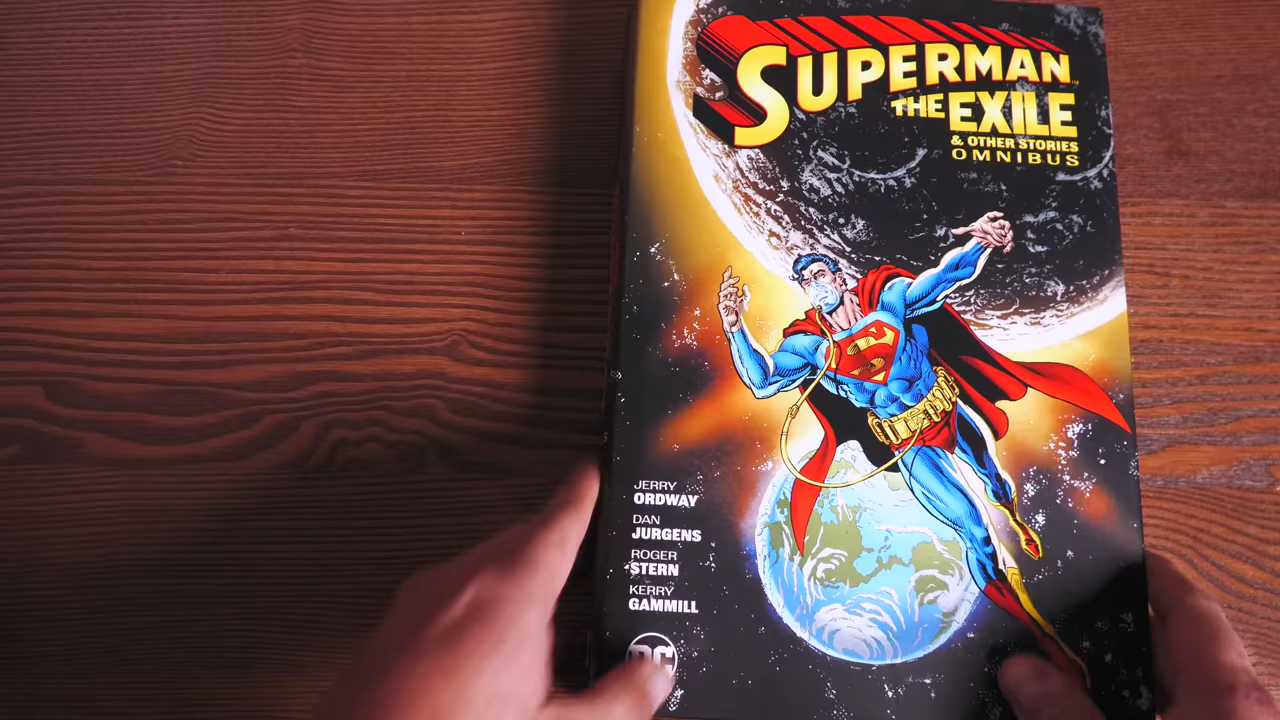 SUPERMAN
THE EXILE
& OTHER STORIES
OMNIBUS
JERRY
ORDWAY
DAN
JURGENS
ROGER
STERN
KERRY
GAMMILL
DC